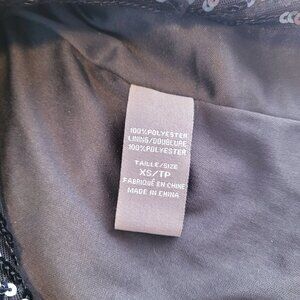 100% POLYESTER
LINING/DOUBLURE
100% POLYESTER
TAILLE/SIZE
XS/TP
FABRIQUÉ EN CHINE
MADE IN CHINA